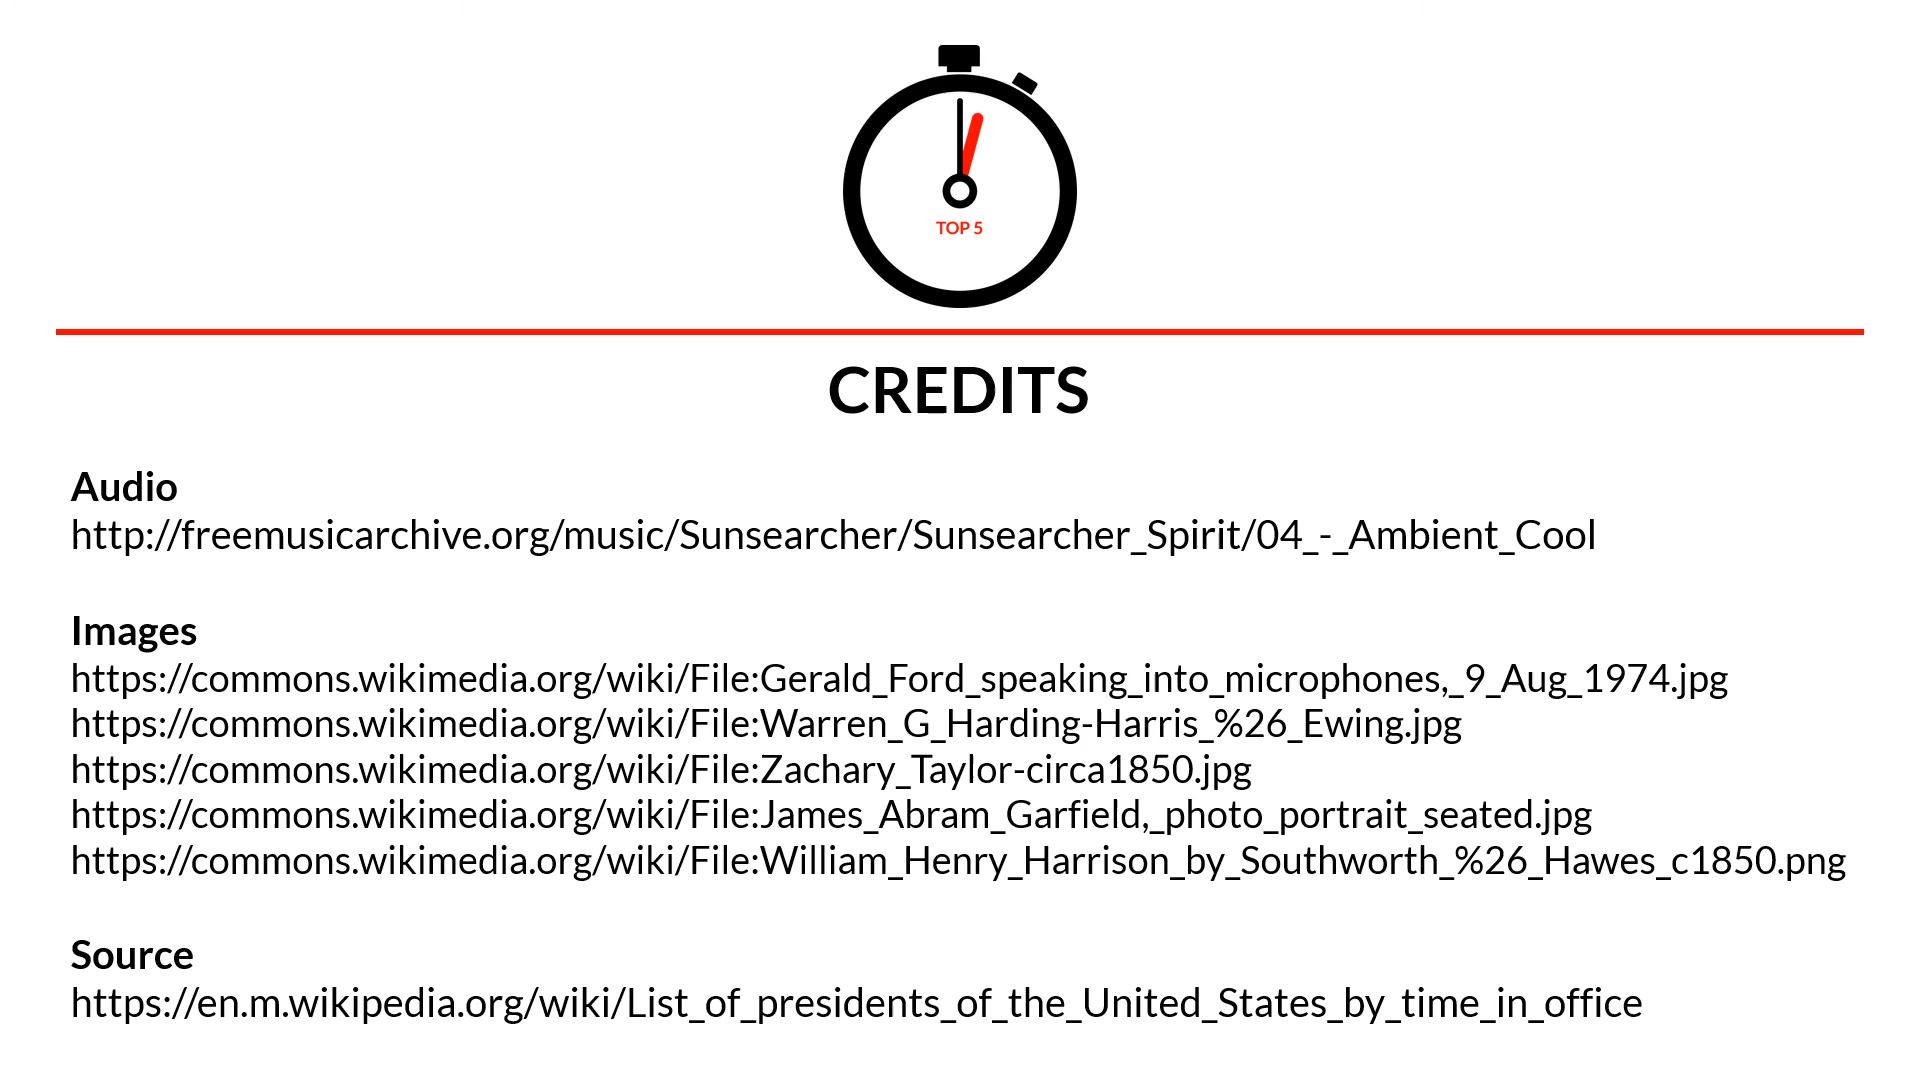 TOP 5
CREDITS
Audio
http://freemusicarchive.org/music/Sunsearcher/Sunsearcher_Spirit/04_-_Ambient_Cool
Images
https://commons.wikimedia.org/wiki/File:Gerald_Ford_speaking_into_microphones,_9_Aug_1974.jpg
https://commons.wikimedia.org/wiki/File:Warren_G_Harding-Harris_%26_Ewing.jpg
https://commons.wikimedia.org/wiki/File:Zachary_Taylor-circa1850.jpg
https://commons.wikimedia.org/wiki/File:James_Abram_Garfield,_photo_portrait_seated.jpg
https://commons.wikimedia.org/wiki/File:William_Henry_Harrison_by_Southworth_%26_Hawes_c1850.png
Source
https://en.m.wikipedia.org/wiki/List_of_presidents_of_the_United_States_by_time_in_office